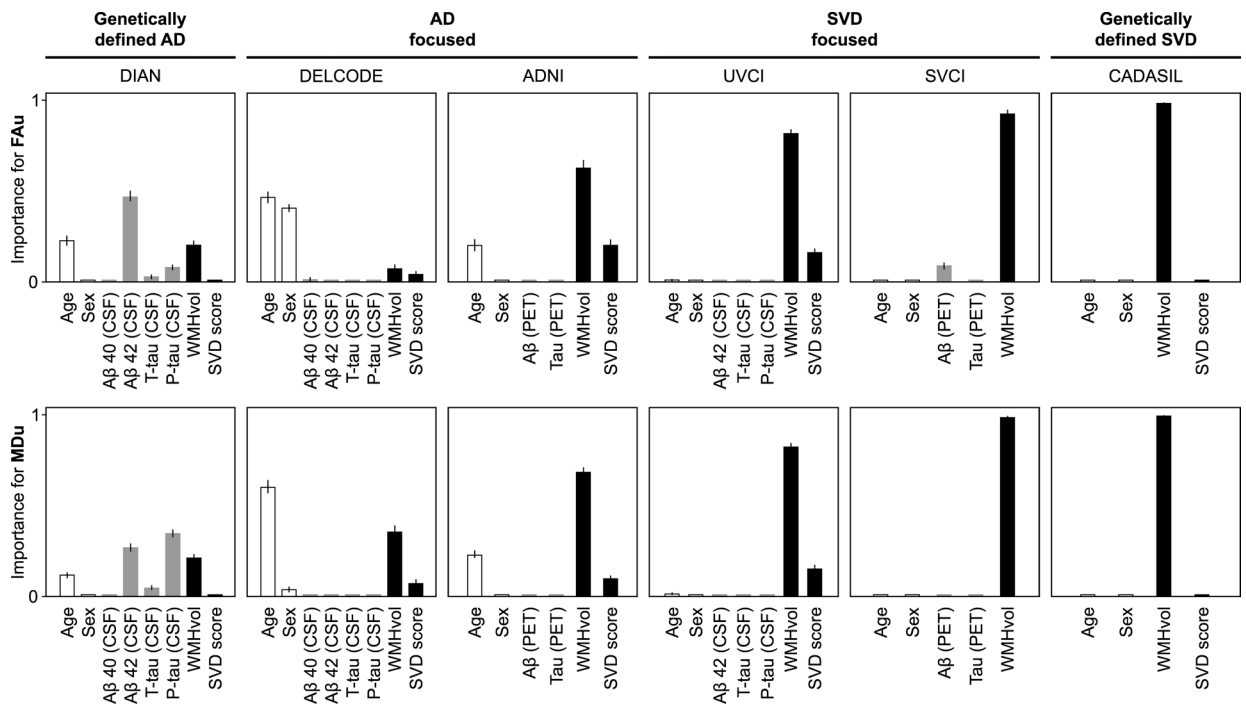 Genetically
defined AD
AD
focused
SVD
focused
Genetically
defined SVD
DIAN
DELCODE
ADNI
UVCI
SVCI
CADASIL
Importance for FAu
1
0
Age
Sex
Aβ 40 (CSF)
Aβ 42 (CSF)
T-tau (CSF)
P-tau (CSF)
WMHvol
SVD score
Age
Sex
Aβ 40 (CSF)
Aβ 42 (CSF)
T-tau (CSF)
P-tau (CSF)
WMHvol
SVD score
Age
Sex
Aβ (PET)
Tau (PET)
WMHvol
SVD score
Age
Sex
Aβ 42 (CSF)
T-tau (CSF)
P-tau (CSF)
WMHvol
SVD score
Age
Sex
Aβ (PET)
Tau (PET)
WMHvol
Age
Sex
WMHvol
SVD score
Importance for MDu
1
0
Age
Sex
Aβ 40 (CSF)
Aβ 42 (CSF)
T-tau (CSF)
P-tau (CSF)
WMHvol
SVD score
Age
Sex
Aβ 40 (CSF)
Aβ 42 (CSF)
T-tau (CSF)
P-tau (CSF)
WMHvol
SVD score
Age
Sex
Aβ (PET)
Tau (PET)
WMHvol
SVD score
Age
Sex
Aβ 42 (CSF)
T-tau (CSF)
P-tau (CSF)
WMHvol
SVD score
Age
Sex
Aβ (PET)
Tau (PET)
WMHvol
Age
Sex
WMHvol
SVD score